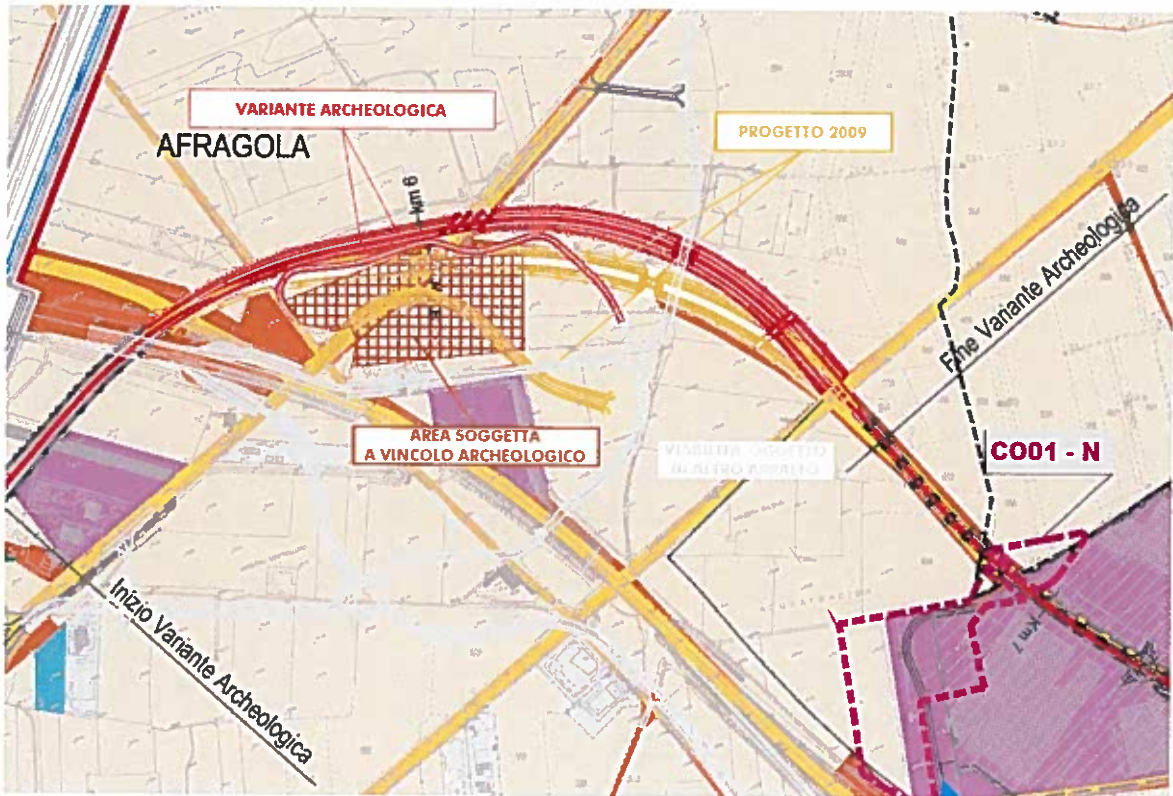 VARIANTE ARCHEOLOGICA
AFRAGOLA
PROGETTO 2009
km 6
Fine Variante Archeologica
AREA SOGGETTA
A VINCOLO ARCHEOLOGICO
CO01 - N
Inizio Variante Archeologica
Km 7